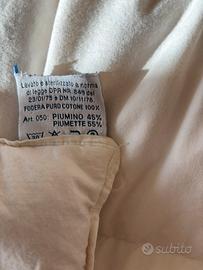 Lavato e sterilizzato a norma
di legge DPR NR. 845 del
23/01/75 e DM 10/11/76.
FODERA PURO COTONE 100%
Art. 050: PIUMINO 45%
PIUMETTE 55%
subito